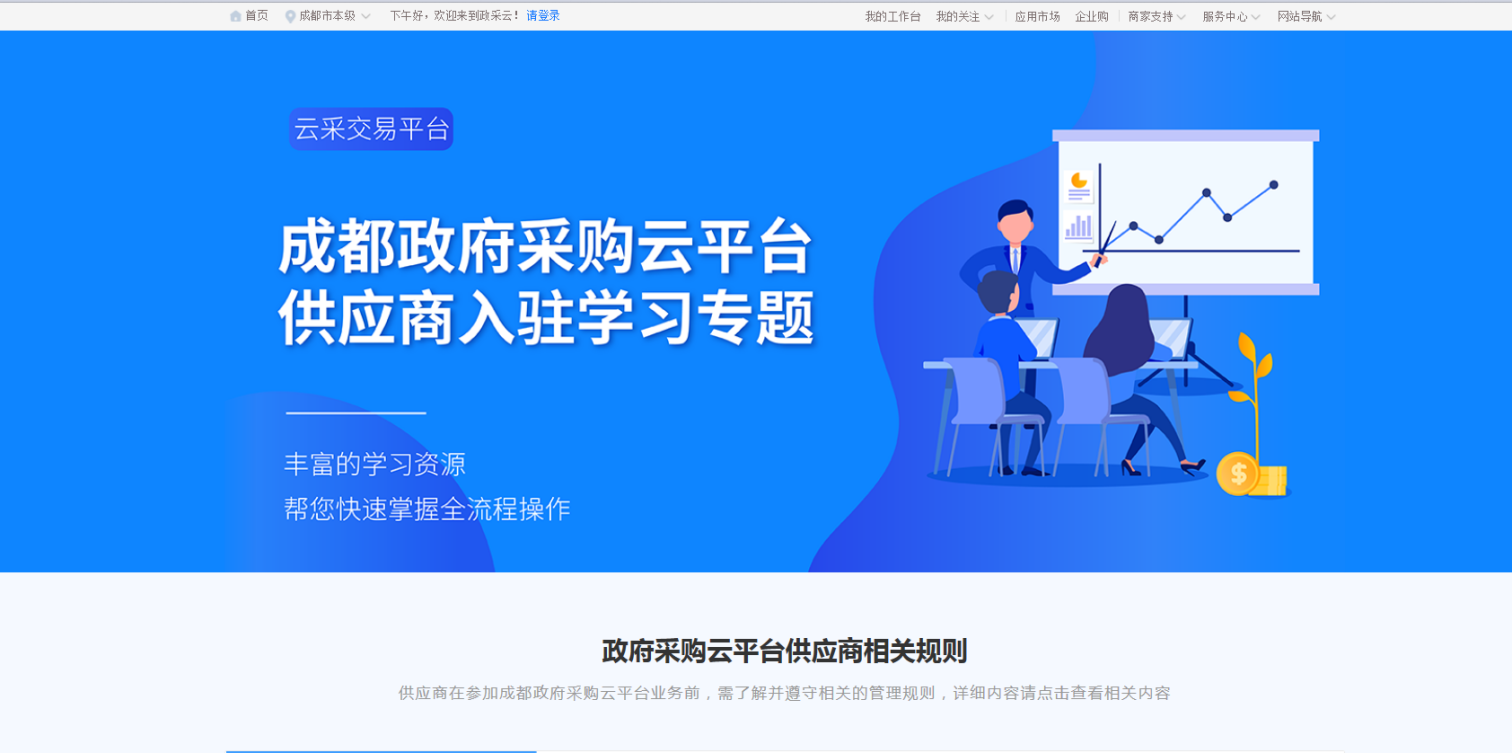 首页 成都市本级 下午好，欢迎来到政采云！ 请登录 我的工作台 我的关注 应用市场 企业购 商家支持 服务中心 网站导航
云采交易平台
成都政府采购云平台
供应商入驻学习专题
丰富的学习资源
帮您快速掌握全流程操作
$
政府采购云平台供应商相关规则
供应商在参加成都政府采购云平台业务前，需了解并遵守相关的管理规则，详细内容请点击查看相关内容